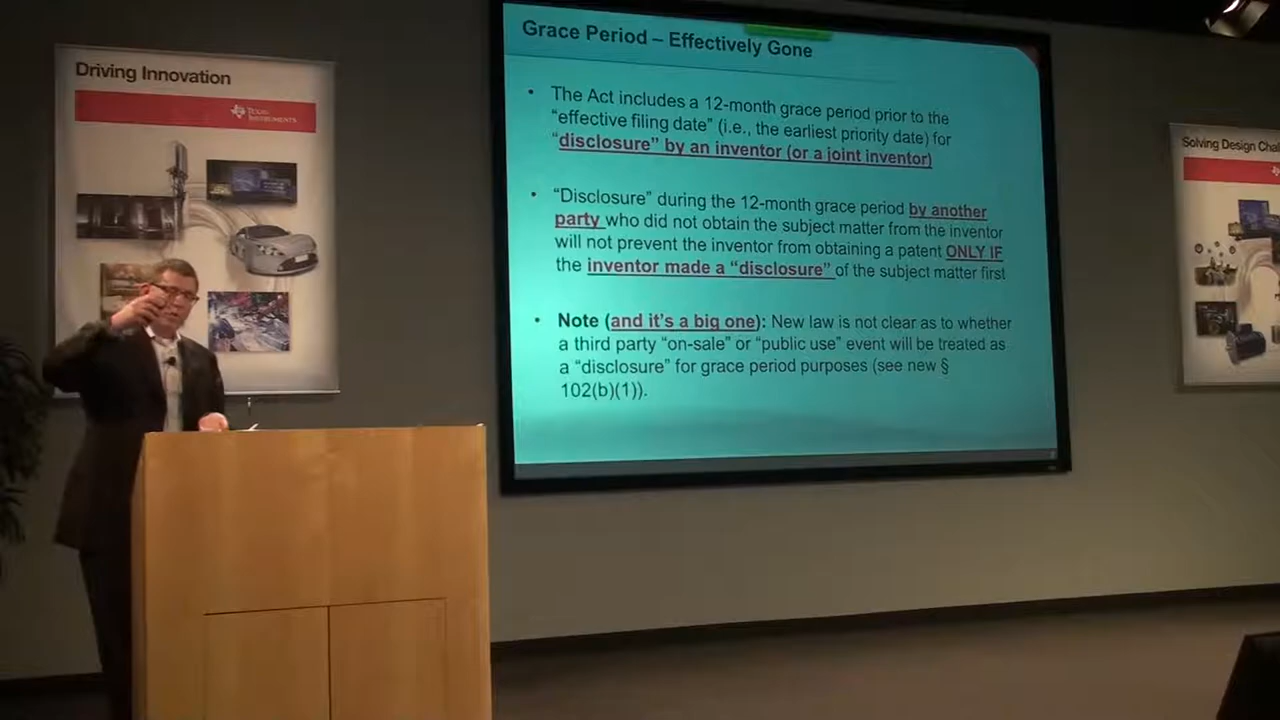 Driving Innovation
TEXAS
INSTRUMENTS
Grace Period – Effectively Gone
• The Act includes a 12-month grace period prior to the
“effective filing date” (i.e., the earliest priority date) for
“disclosure” by an inventor (or a joint inventor)
• “Disclosure” during the 12-month grace period by another
party who did not obtain the subject matter from the inventor
will not prevent the inventor from obtaining a patent ONLY IF
the inventor made a “disclosure” of the subject matter first
• Note (and it's a big one): New law is not clear as to whether
a third party “on-sale” or “public use” event will be treated as
a “disclosure” for grace period purposes (see new §
102(b)(1)).
Solving Design Chal